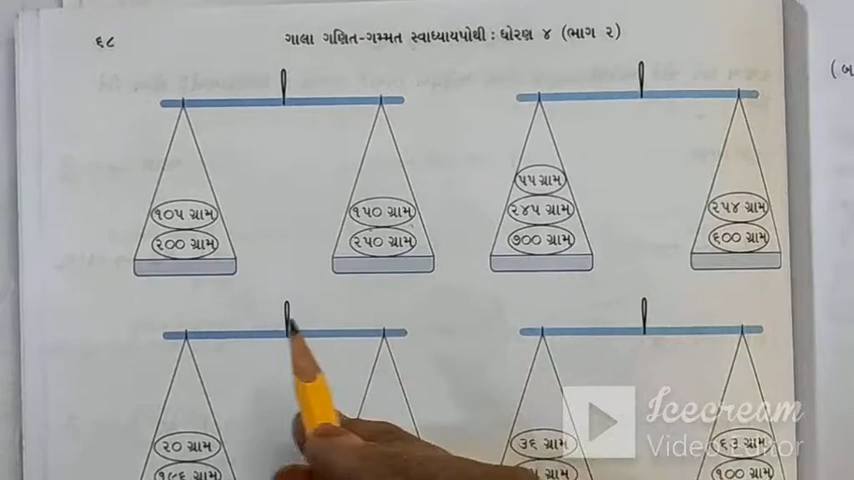 ૬૮
ગાલા ગણિત-ગમ્મત સ્વાધ્યાયપોથી : ધોરણ ૪ (ભાગ ૨)
(બ
૧૦૫ ગ્રામ
૨૦૦ ગ્રામ
૧૫૦ ગ્રામ
૨૫૦ ગ્રામ
૫૫ ગ્રામ
૨૪૫ ગ્રામ
૭૦૦ ગ્રામ
૨૫૪ ગ્રામ
૬૦૦ ગ્રામ
૨૦ ગ્રામ
૧૯૬ ગ્રામ
૩૬ ગ્રામ
ગ્રામ
૬૩ ગ્રામ
૧૦૦ ગ્રામ
Icecream
Video Editor